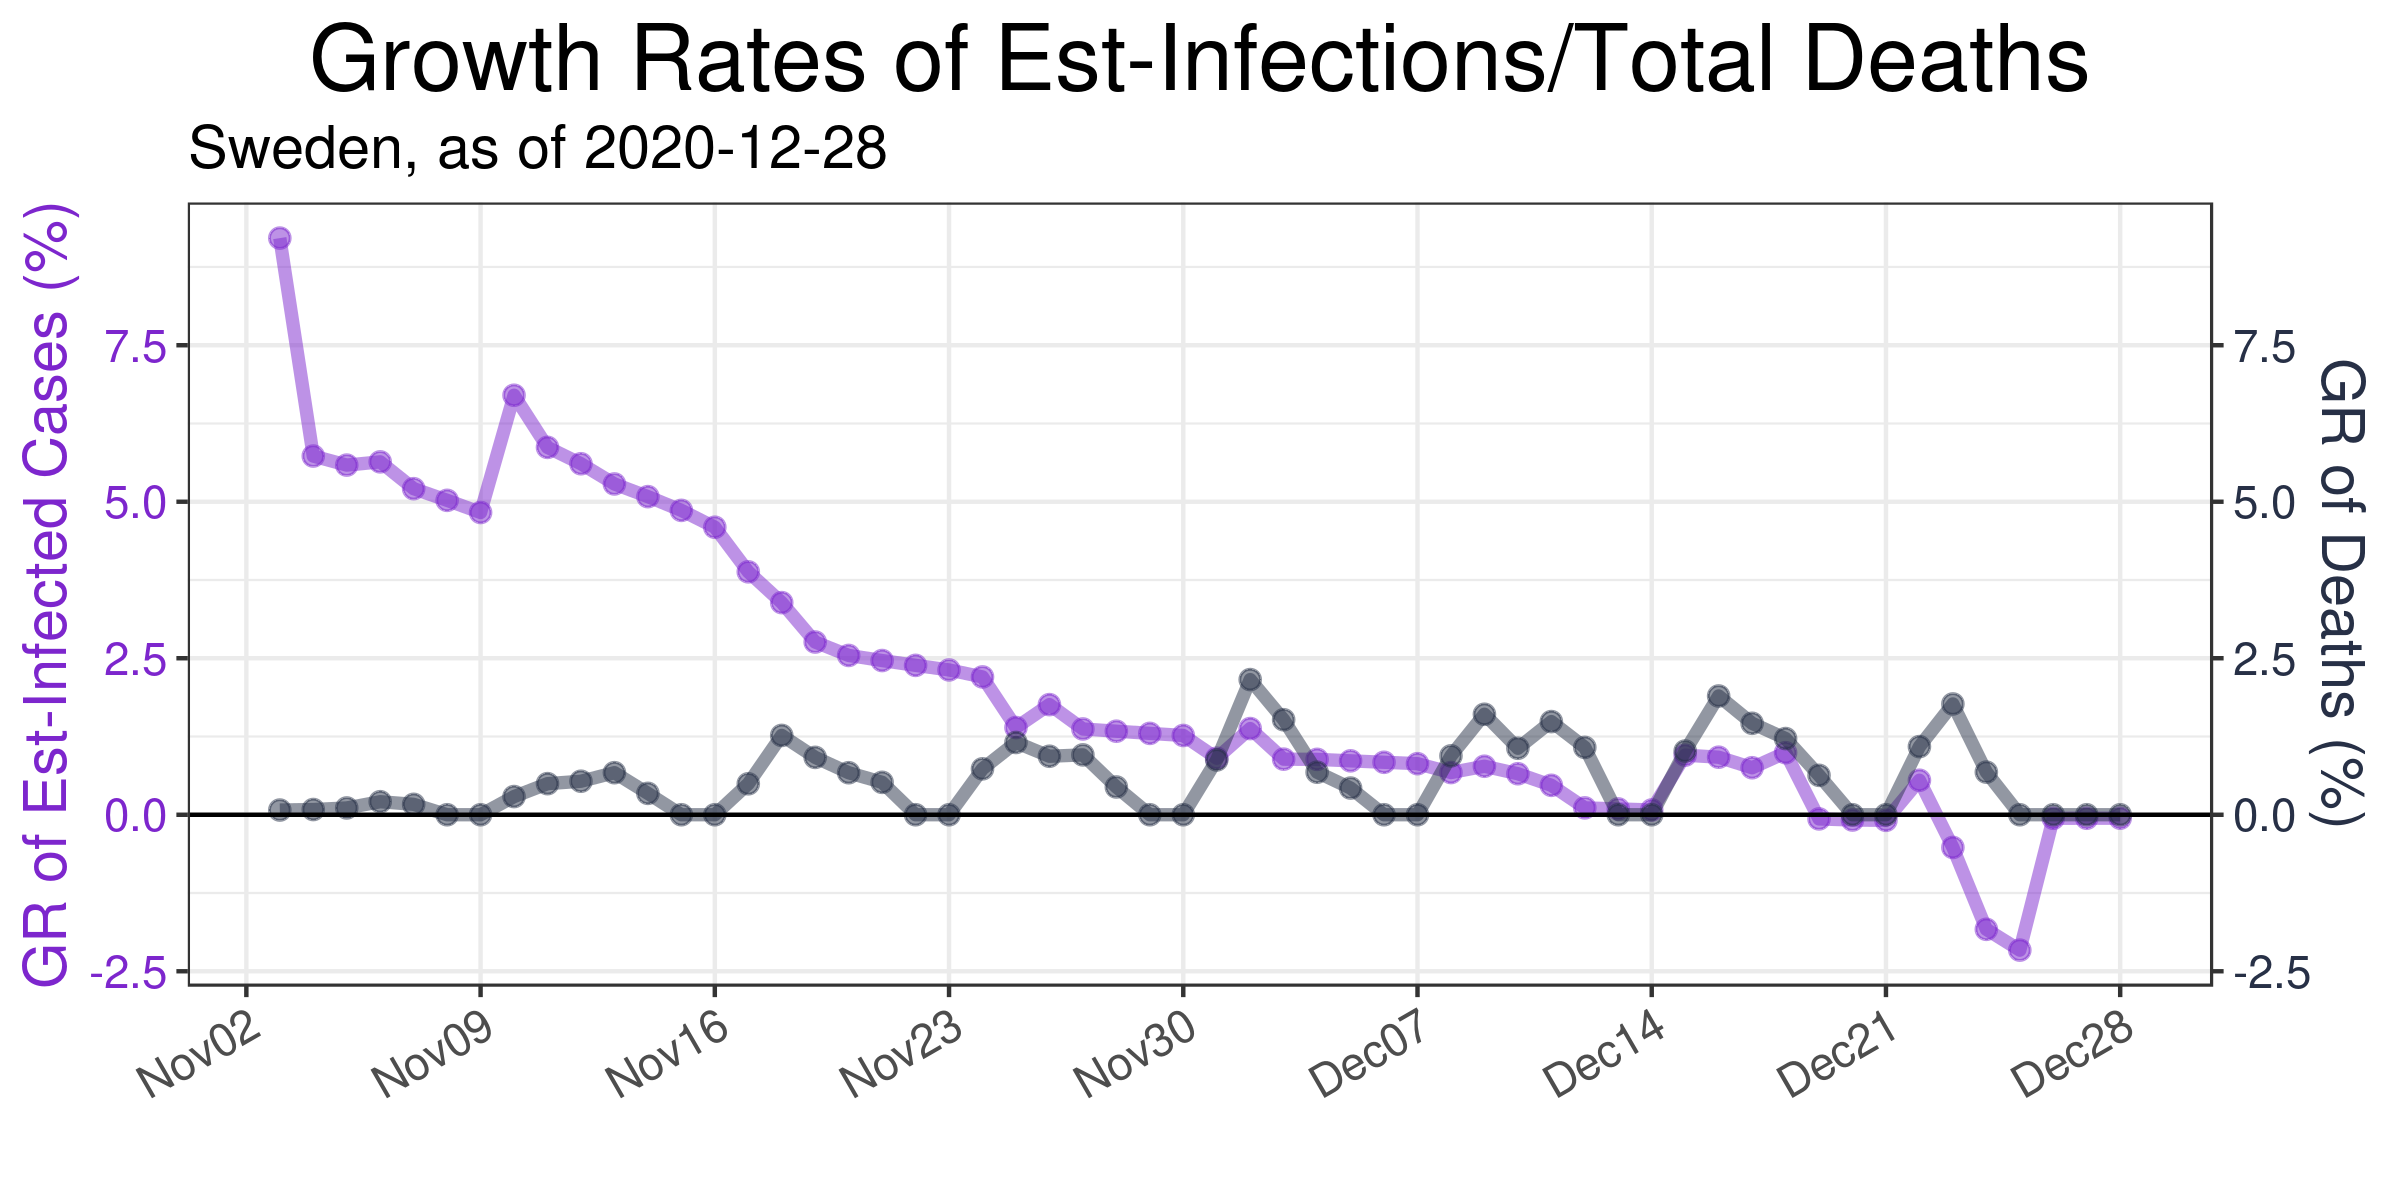 Growth Rates of Est-Infections/Total Deaths
Sweden, as of 2020-12-28
GR of Est-Infected Cases (%)
7.5
5.0
2.5
0.0
-2.5
7.5
5.0
2.5
0.0
-2.5
GR of Deaths (%)
Nov02
Nov09
Nov16
Nov23
Nov30
Dec07
Dec14
Dec21
Dec28